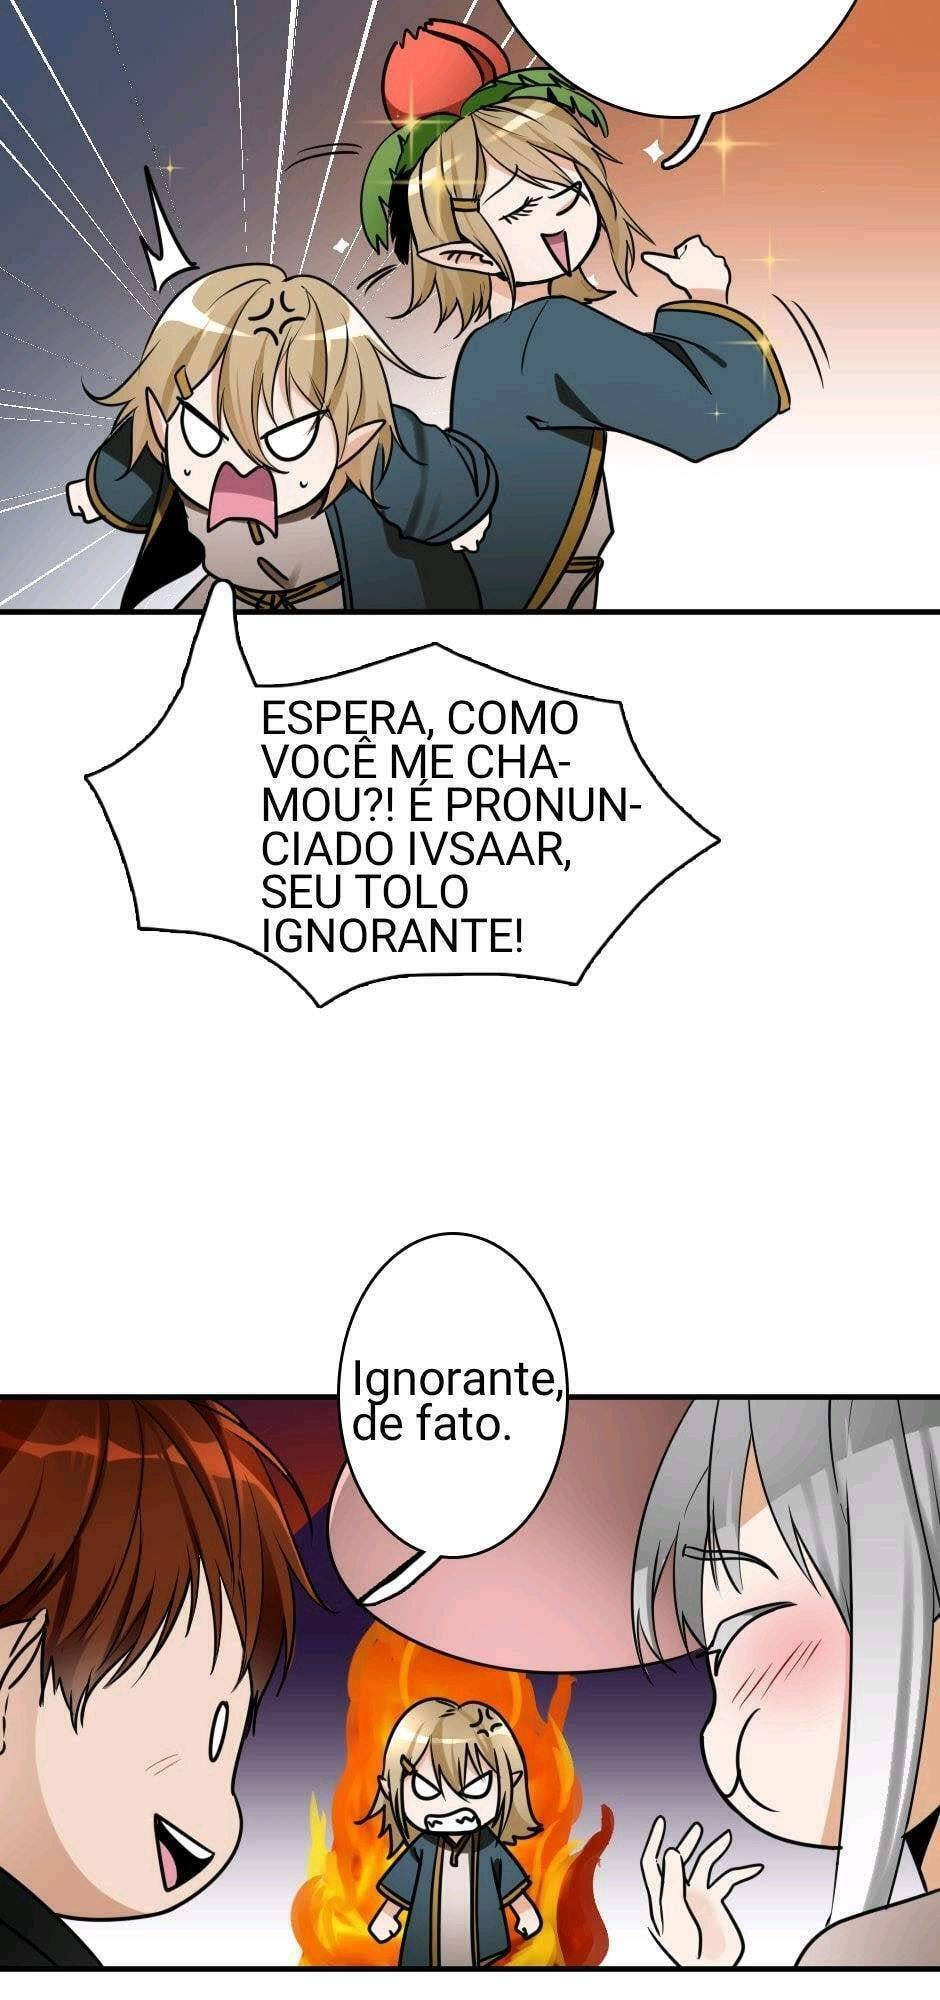 ESPERA, COMO
VOCÊ ME CHA-
MOU?! É PRONUN-
CIADO IVSAAR,
SEU TOLO
IGNORANTE!
Ignorante,
de fato.